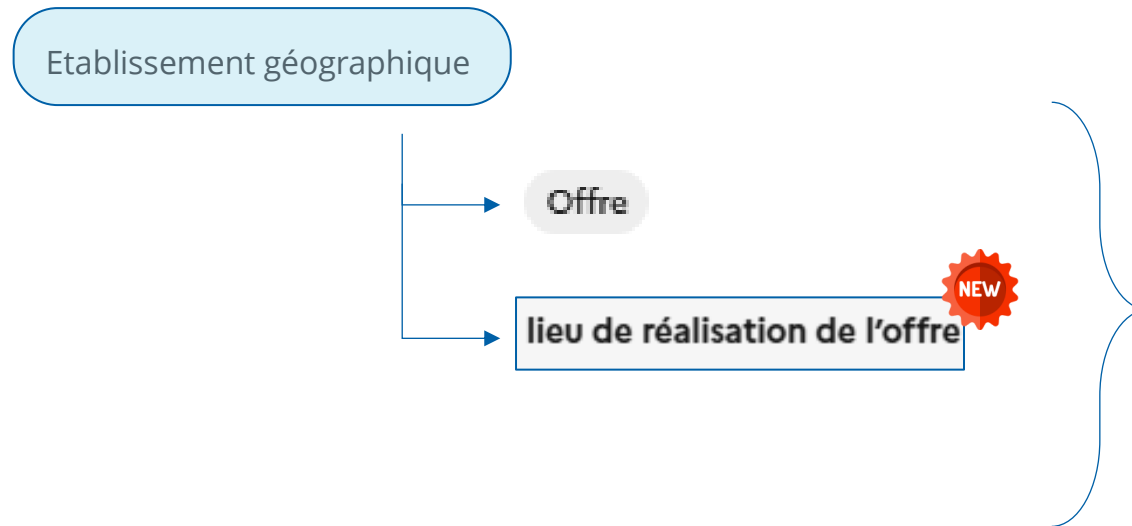 Etablissement géographique
Offre
NEW
lieu de réalisation de l'offre